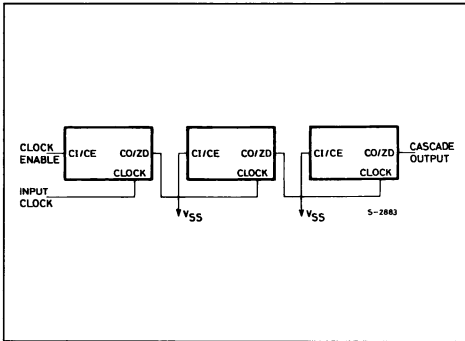 CLOCK
ENABLE
CI/CE CO/ZD
CLOCK
CI/CE CO/ZD
CLOCK
CI/CE CO/ZD
CLOCK
CASCADE
OUTPUT
INPUT
CLOCK
VSS
VSS
S-2883